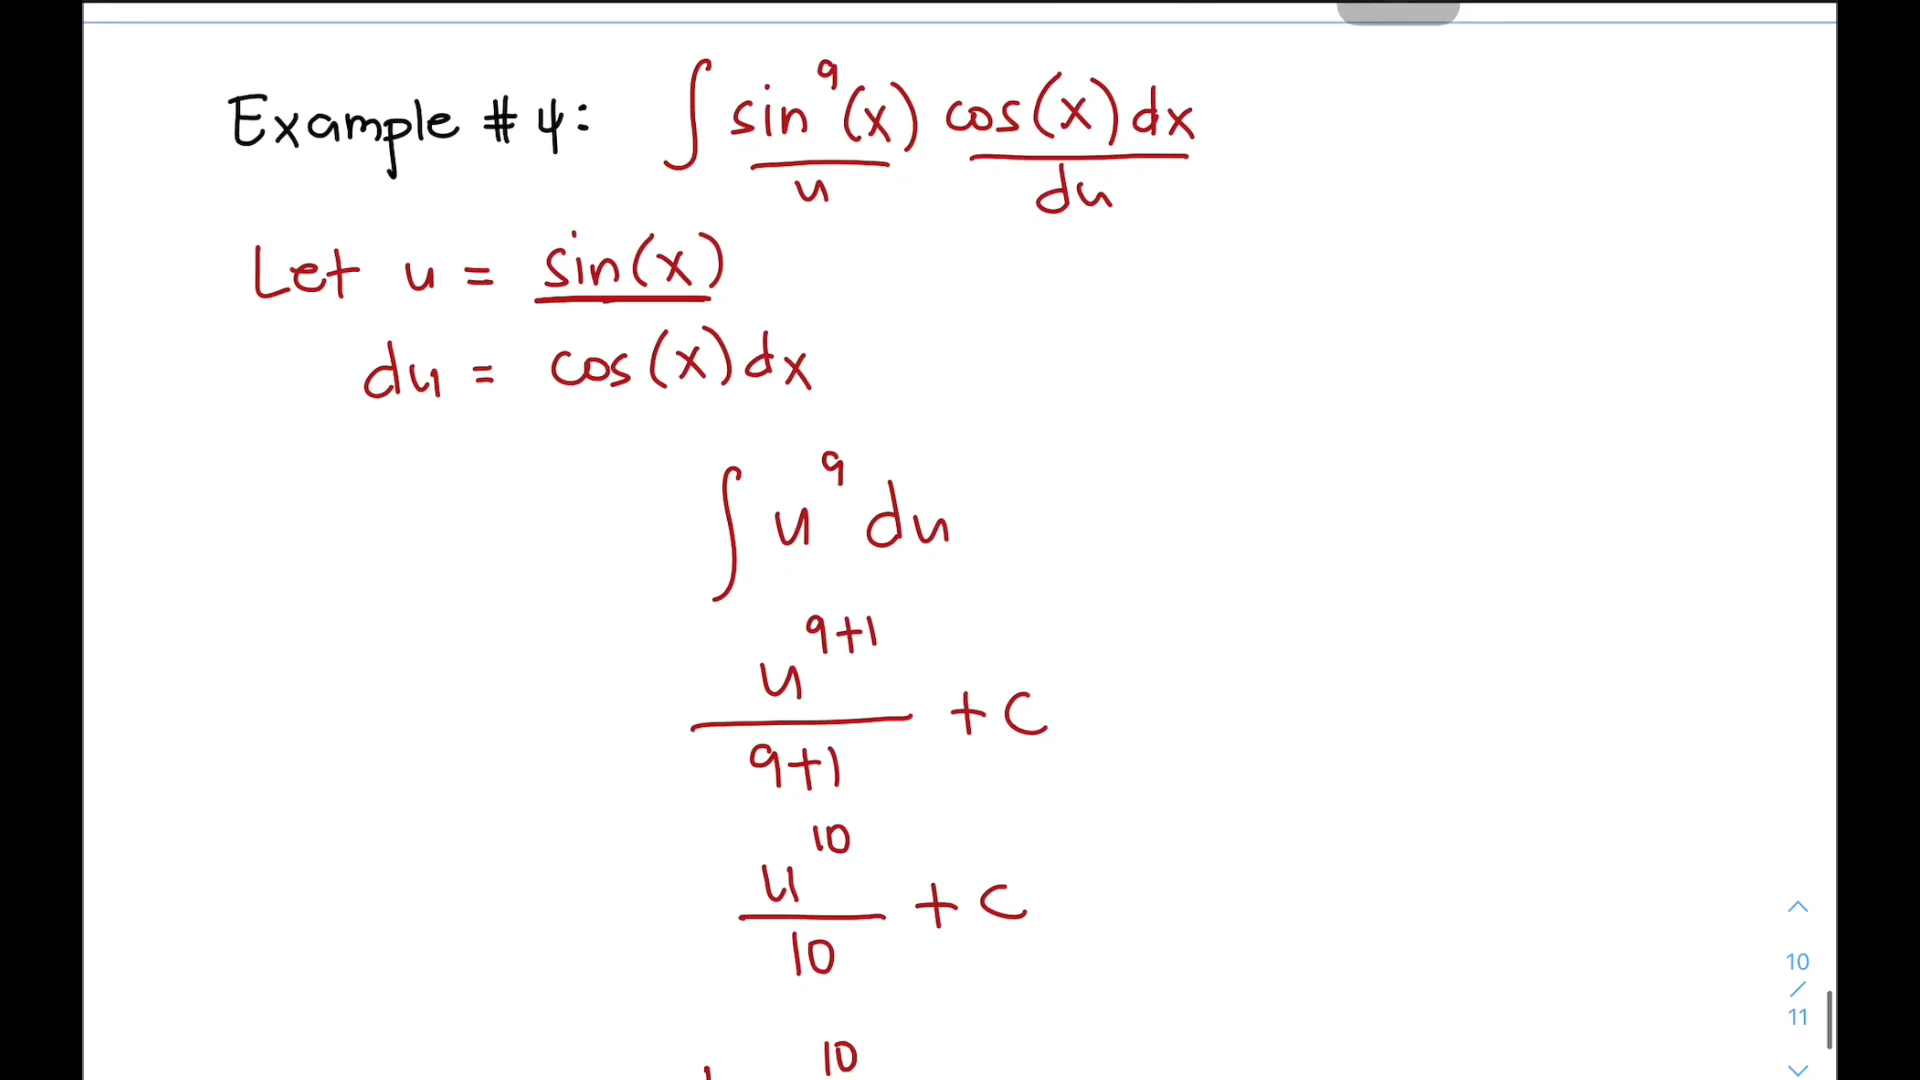 Example #4: ∫ sin⁹(x) cos(x)dx
u du
Let u = sin(x)
du = cos(x)dx
∫ u⁹ du
u⁹⁺¹
9+1 + C
u¹⁰
10 + C
10
10
/
11